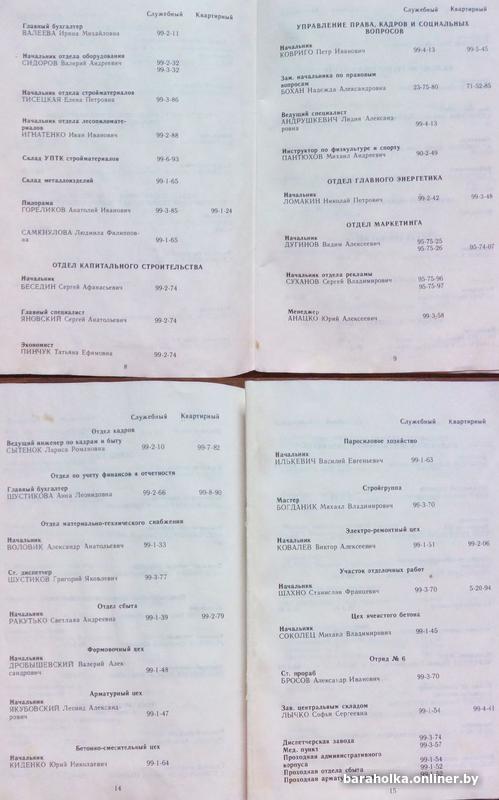 Служебный Квартирный
Главный бухгалтер
ВАЛЕЕВА Ирина Михайловна 99-2-11
Начальник отдела оборудования
СИДОРОВ Валерий Андреевич 99-2-32
99-3-32
Начальник отдела стройматериалов
ТИСЕЦКАЯ Елена Петровна 99-3-86
Начальник отдела лесопиломате-
риалов
ИГНАТЕНКО Иван Иванович 99-2-88
Склад УПТК стройматериалов 99-6-93
Склад металлоизделий 99-1-65
Пилорама
ГОРЕЛИКОВ Анатолий Иванович 99-3-85 99-1-24
САМКНУЛОВА Людмила Филиппов-
на 99-1-65
ОТДЕЛ КАПИТАЛЬНОГО СТРОИТЕЛЬСТВА
Начальник
БЕСЕДИН Сергей Афанасьевич 99-2-74
Главный специалист
ЯНОВСКИЙ Сергей Анатольевич 99-2-74
Экономист
ПИНЧУК Татьяна Ефимовна 99-2-74
8
Служебный Квартирный
УПРАВЛЕНИЕ ПРАВА, КАДРОВ И СОЦИАЛЬНЫХ
ВОПРОСОВ
Начальник
КОВРИГО Петр Иванович 99-4-13 99-5-45
Зам. начальника по правовым
вопросам
БОХАН Надежда Александровна 23-75-80 71-52-85
Ведущий специалист
АНДРУШКЕВИЧ Лидия Александ-
ровна 99-4-13
Инструктор по физкультуре и спорту
ПАНТЮХОВ Михаил Андреевич 90-2-49
ОТДЕЛ ГЛАВНОГО ЭНЕРГЕТИКА
Начальник
ЛОМАКИН Николай Петрович 99-2-42 99-3-48
ОТДЕЛ МАРКЕТИНГА
Начальник
ДУГИНОВ Вадим Алексеевич 95-75-25
95-75-26 95-74-07
Начальник отдела рекламы
СУХАНОВ Сергей Владимирович 95-75-96
95-75-97
Менеджер
АНАЦКО Юрий Алексеевич 99-3-58
9
Служебный Квартирный
Отдел кадров
Ведущий инженер по кадрам и быту
СЫТЕНОК Лариса Романовна 99-2-10 99-7-82
Отдел по учету финансов и отчетности
Главный бухгалтер
ШУСТИКОВА Анна Леонидовна 99-2-66 99-8-90
Отдел материально-технического снабжения
Начальник
ВОЛОВИК Александр Анатольевич 99-1-33
Ст. диспетчер
ШУСТИКОВ Григорий Яковлевич 99-3-77
Отдел сбыта
Начальник
РАКУТЬКО Светлана Андреевна 99-1-39 99-2-79
Формовочный цех
Начальник
ДРОБЫШЕВСКИЙ Валерий Алек-
сандрович 99-1-48
Арматурный цех
Начальник
ЯКУБОВСКИЙ Леонид Александ-
рович 99-1-47
Бетонно-смесительный цех
Начальник
КИДЕНКО Юрий Николаевич 99-1-64
14
Служебный Квартирный
Паросиловое хозяйство
Начальник
ИЛЬКЕВИЧ Василий Евгеньевич 99-1-63
Стройгруппа
Мастер
БОГДАНИК Михаил Владимирович 99-3-70
Электро-ремонтный цех
Начальник
КОВАЛЕВ Виктор Алексеевич 99-1-51 99-2-06
Участок отделочных работ
Начальник
ШАХНО Станислав Францевич 99-3-70 5-20-94
Цех ячеистого бетона
Начальник
СОКОЛЕЦ Михаил Владимирович 99-1-45
Отряд № 6
Ст. прораб
БРОСОВ Александр Иванович 99-3-70
Зав. центральным складом
ЛЫЧКО Софья Сергеевна 99-1-54 99-4-41
Диспетчерская завода 99-3-74
Мед. пункт 99-3-57
Проходная административного
корпуса 99-1-54
Проходная отдела сбыта 99-1-52
Проходная арматурного
15
baraholka.onliner.by